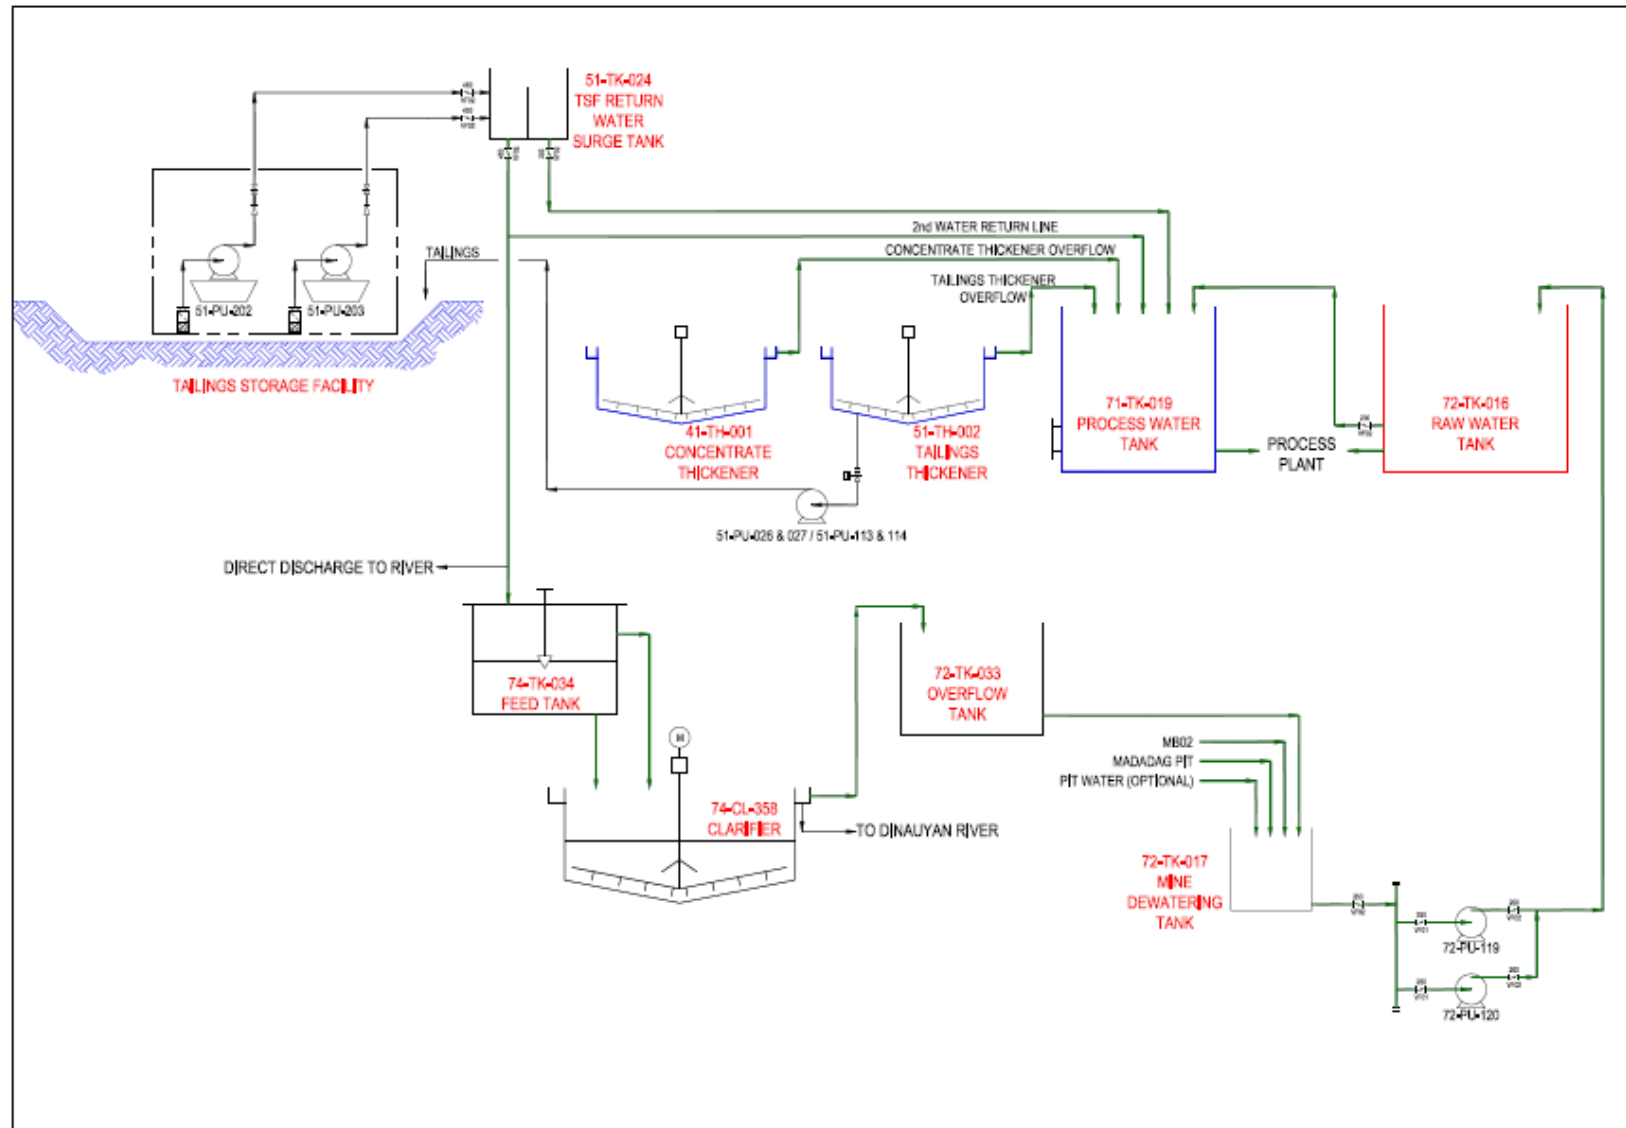 51-TK-024
TSF RETURN
WATER
SURGE TANK
2nd WATER RETURN LINE
TAILINGS
CONCENTRATE THICKENER OVERFLOW
TAILINGS THICKENER
OVERFLOW
51-PU-202
51-PU-203
TAILINGS STORAGE FACILITY
41-TH-001
CONCENTRATE
THICKENER
51-TH-002
TAILINGS
THICKENER
71-TK-019
PROCESS WATER
TANK
PROCESS
PLANT
72-TK-016
RAW WATER
TANK
51-PU-026 & 027 / 51-PU-113 & 114
DIRECT DISCHARGE TO RIVER
74-TK-034
FEED TANK
72-TK-033
OVERFLOW
TANK
M
MB02
MADADAG PIT
PIT WATER (OPTIONAL)
74-CL-358
CLARIFIER
TO DINAUYAN RIVER
72-TK-017
MINE
DEWATERING
TANK
72-PU-119
72-PU-120